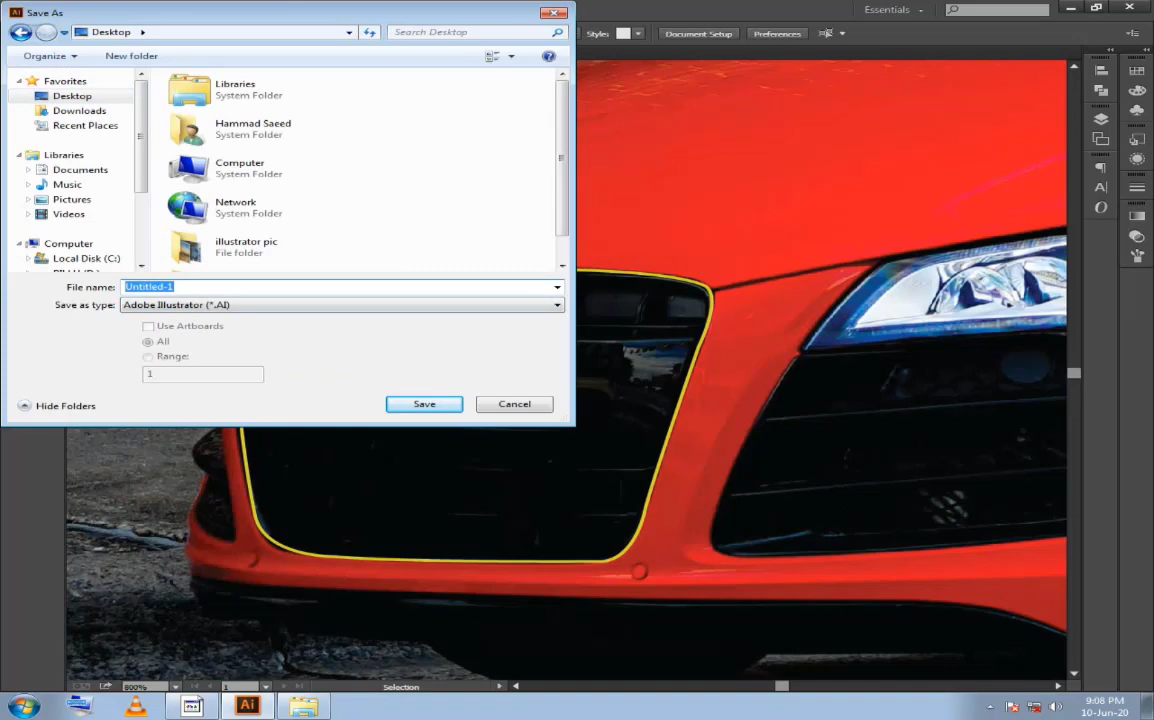 Ai Save As
Essentials
Desktop
Search Desktop
Style:
Document Setup
Preferences
Organize
New folder
Favorites
Desktop
Downloads
Recent Places
Libraries
Documents
Music
Pictures
Videos
Computer
Local Disk (C:)
Libraries
System Folder
Hammad Saeed
System Folder
Computer
System Folder
Network
System Folder
illustrator pic
File folder
File name: Untitled-1
Save as type: Adobe Illustrator (*.AI)
Use Artboards
All
Range:
1
Hide Folders
Save
Cancel
800%
1
Selection
Ai
9:08 PM
10-Jun-20